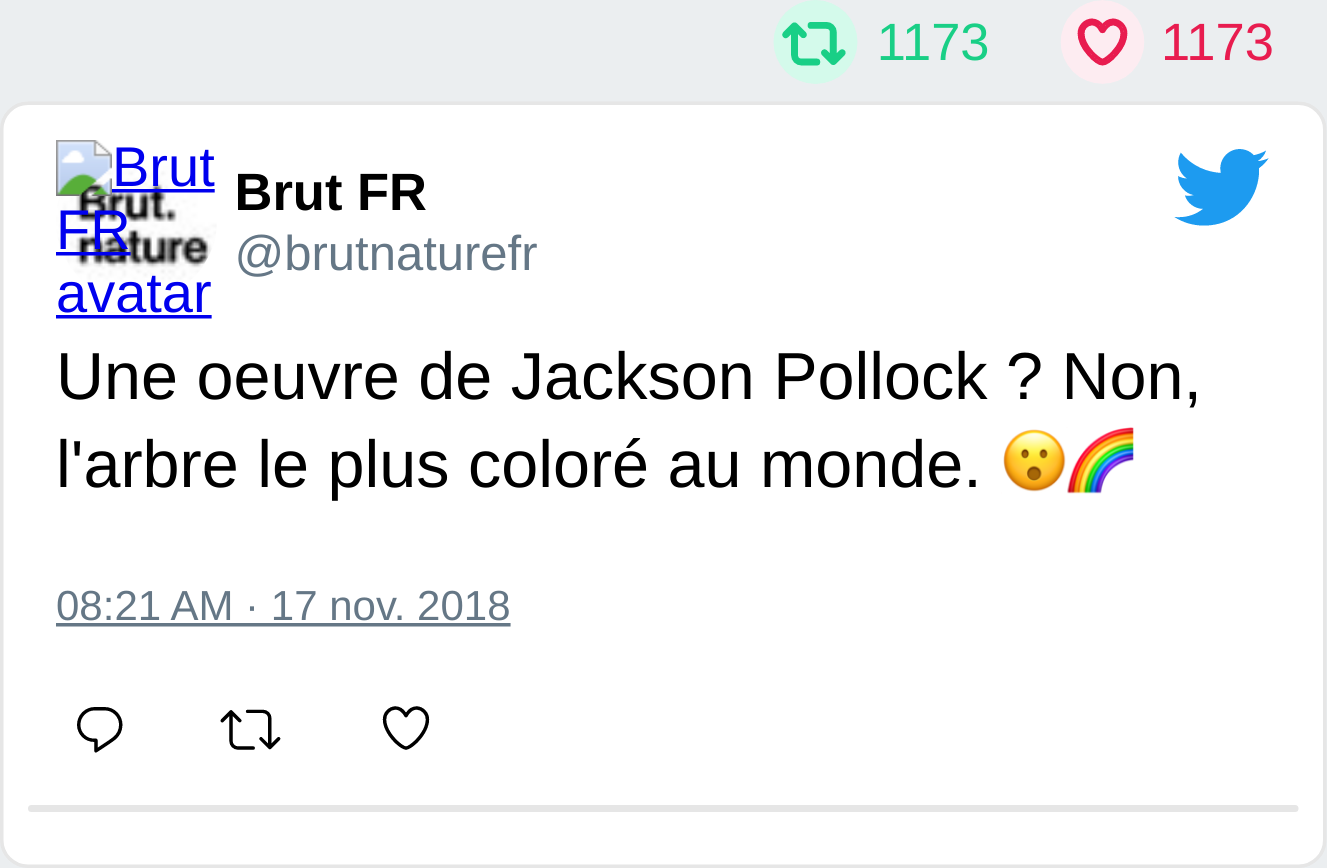 1173 1173
Brut
FR
avatar
Brut.
nature
Brut FR
@brutnaturefr
Une oeuvre de Jackson Pollock ? Non,
l'arbre le plus coloré au monde. 😮🌈
08:21 AM · 17 nov. 2018